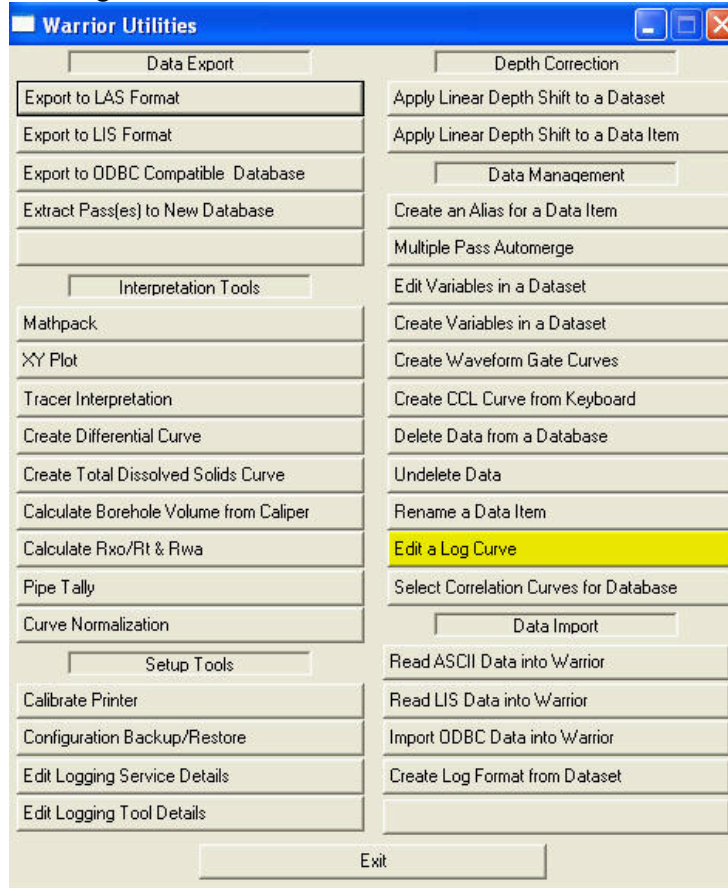 Warrior Utilities
Data Export
Export to LAS Format
Export to LIS Format
Export to ODBC Compatible Database
Extract Pass(es) to New Database
Interpretation Tools
Mathpack
XY Plot
Tracer Interpretation
Create Differential Curve
Create Total Dissolved Solids Curve
Calculate Borehole Volume from Caliper
Calculate Rxo/Rt & Rwa
Pipe Tally
Curve Normalization
Setup Tools
Calibrate Printer
Configuration Backup/Restore
Edit Logging Service Details
Edit Logging Tool Details
Depth Correction
Apply Linear Depth Shift to a Dataset
Apply Linear Depth Shift to a Data Item
Data Management
Create an Alias for a Data Item
Multiple Pass Automerge
Edit Variables in a Dataset
Create Variables in a Dataset
Create Waveform Gate Curves
Create CCL Curve from Keyboard
Delete Data from a Database
Undelete Data
Rename a Data Item
Edit a Log Curve
Select Correlation Curves for Database
Data Import
Read ASCII Data into Warrior
Read LIS Data into Warrior
Import ODBC Data into Warrior
Create Log Format from Dataset
Exit